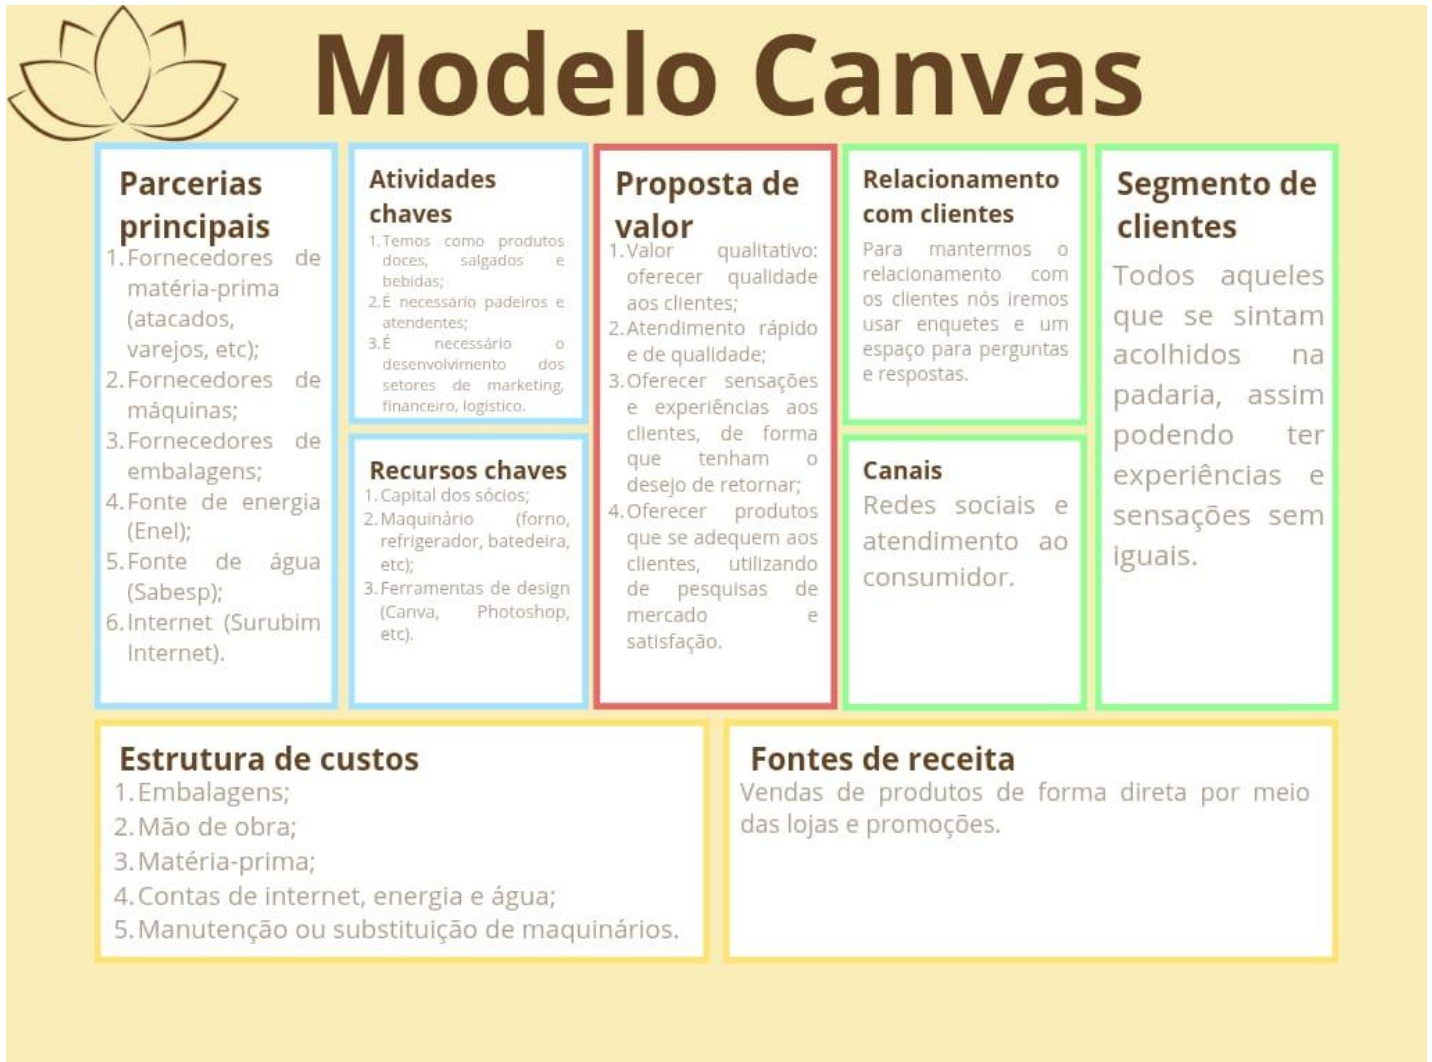 Modelo Canvas
Parcerias
principais
1. Fornecedores de
matéria-prima
(atacados,
varejos, etc);
2. Fornecedores de
máquinas;
3. Fornecedores de
embalagens;
4. Fonte de energia
(Enel);
5. Fonte de água
(Sabesp);
6. Internet (Surubim
Internet).
Atividades
chaves
1. Temos como produtos
doces, salgados e
bebidas;
2. É necessário padeiros e
atendentes;
3. É necessário o
desenvolvimento dos
setores de marketing,
financeiro, logístico.
Recursos chaves
1. Capital dos sócios;
2. Maquinário (forno,
refrigerador, batedeira,
etc);
3. Ferramentas de design
(Canva, Photoshop,
etc).
Proposta de
valor
1. Valor qualitativo:
oferecer qualidade
aos clientes;
2. Atendimento rápido
e de qualidade;
3. Oferecer sensações
e experiências aos
clientes, de forma
que tenham o
desejo de retornar;
4. Oferecer produtos
que se adequem aos
clientes, utilizando
de pesquisas de
mercado e
satisfação.
Relacionamento
com clientes
Para mantermos o
relacionamento com
os clientes nós iremos
usar enquetes e um
espaço para perguntas
e respostas.
Canais
Redes sociais e
atendimento ao
consumidor.
Segmento de
clientes
Todos aqueles
que se sintam
acolhidos na
padaria, assim
podendo ter
experiências e
sensações sem
iguais.
Estrutura de custos
1. Embalagens;
2. Mão de obra;
3. Matéria-prima;
4. Contas de internet, energia e água;
5. Manutenção ou substituição de maquinários.
Fontes de receita
Vendas de produtos de forma direta por meio
das lojas e promoções.